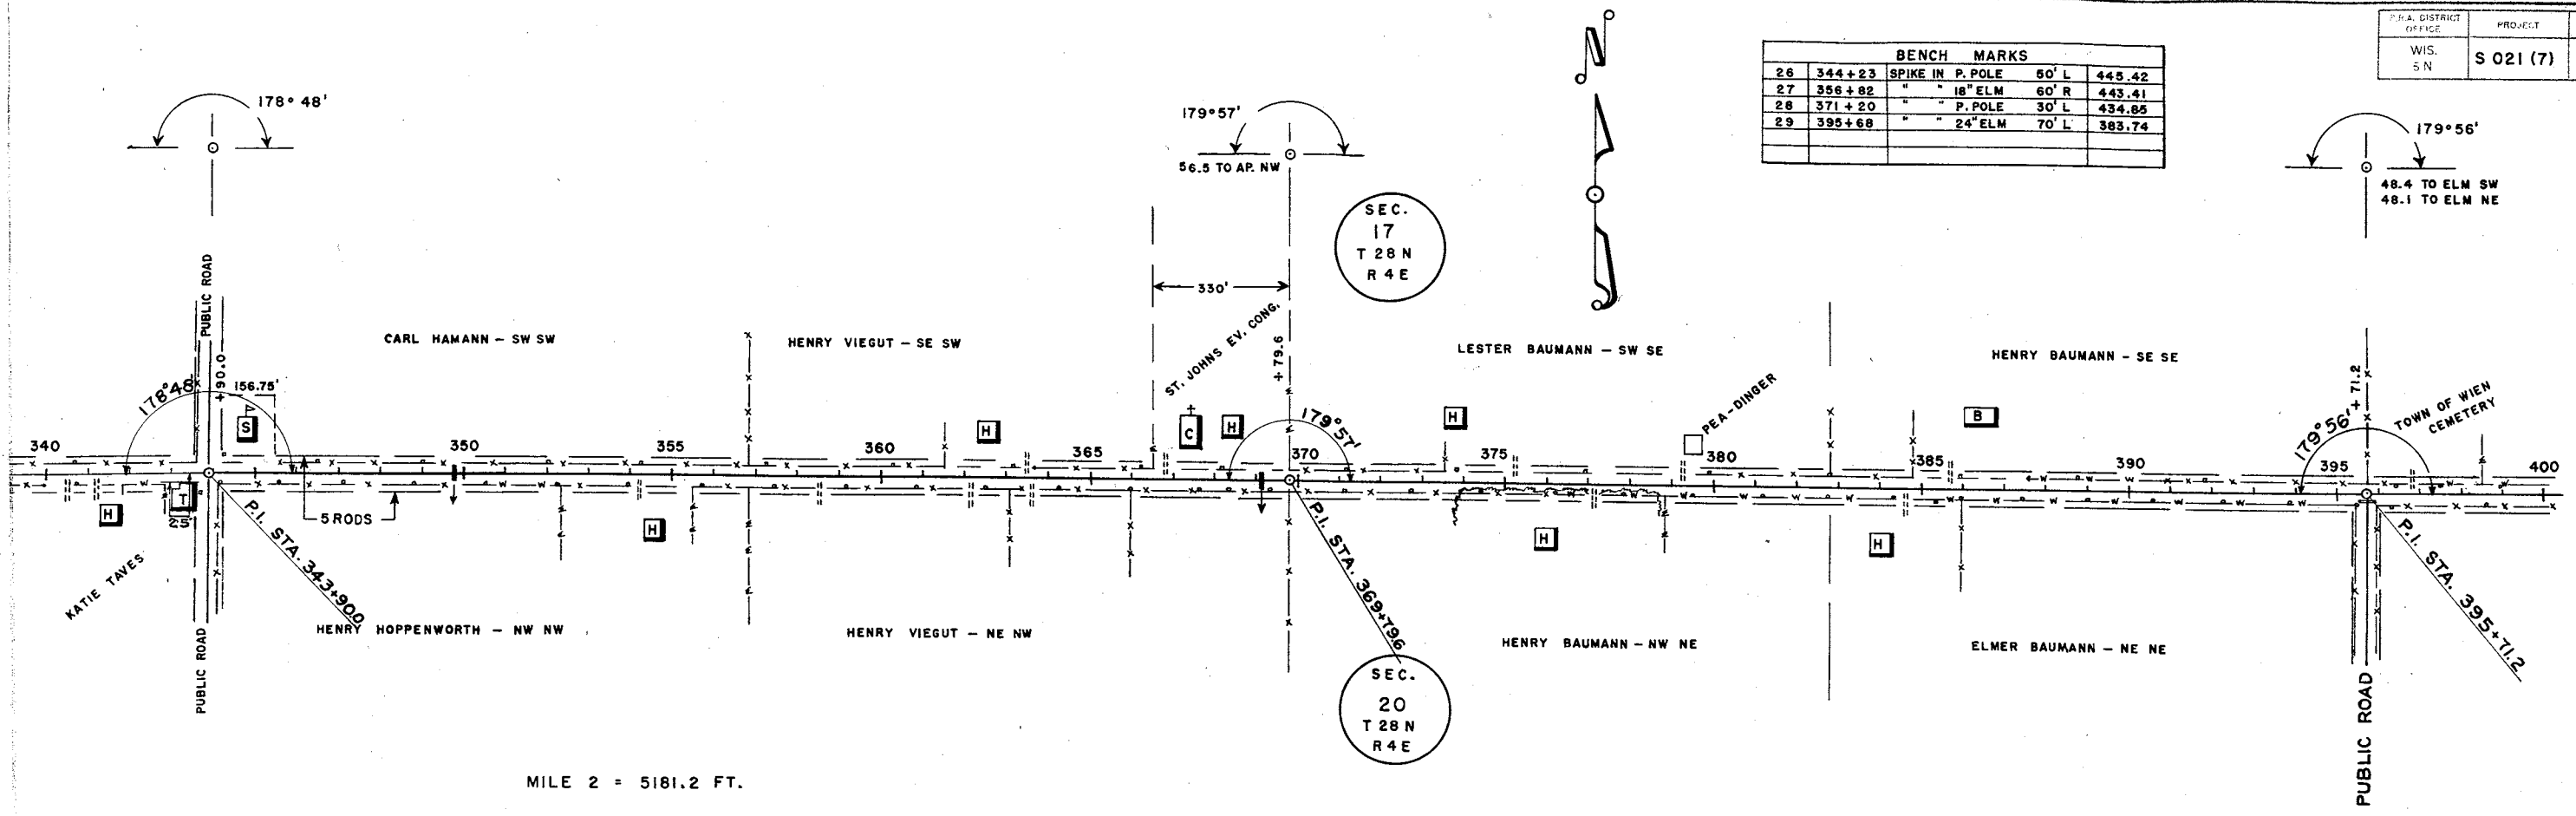 P.R.A. DISTRICT OFFICE
PROJECT
WIS. 5 N
S 021 (7)
BENCH MARKS
26 344+23 SPIKE IN P. POLE 50' L 445.42
27 356+82 " " 18" ELM 60' R 443.41
28 371+20 " " P. POLE 30' L 434.85
29 395+68 " " 24" ELM 70' L 383.74
N
178° 48'
179° 57'
56.5 TO AP. NW
179° 56'
48.4 TO ELM SW
48.1 TO ELM NE
SEC.
17
T 28 N
R 4 E
330'
PUBLIC ROAD
+90.0
CARL HAMANN – SW SW
HENRY VIEGUT – SE SW
ST. JOHNS EV. CONG.
+ 79.6
LESTER BAUMANN – SW SE
HENRY BAUMANN – SE SE
+ 71.2
178°48'
156.75'
S
H
C
H
179°57'
H
PEA-DINGER
B
179°56'
TOWN OF WIEN
CEMETERY
340
350
355
360
365
370
375
380
385
390
395
400
H
T
25'
5 RODS
H
H
H
KATIE TAVES
P.I. STA. 343+90.0
P.I. STA. 369+79.6
P.I. STA. 395+71.2
PUBLIC ROAD
HENRY HOPPENWORTH – NW NW
HENRY VIEGUT – NE NW
HENRY BAUMANN – NW NE
ELMER BAUMANN – NE NE
SEC.
20
T 28 N
R 4 E
PUBLIC ROAD
MILE 2 = 5181.2 FT.